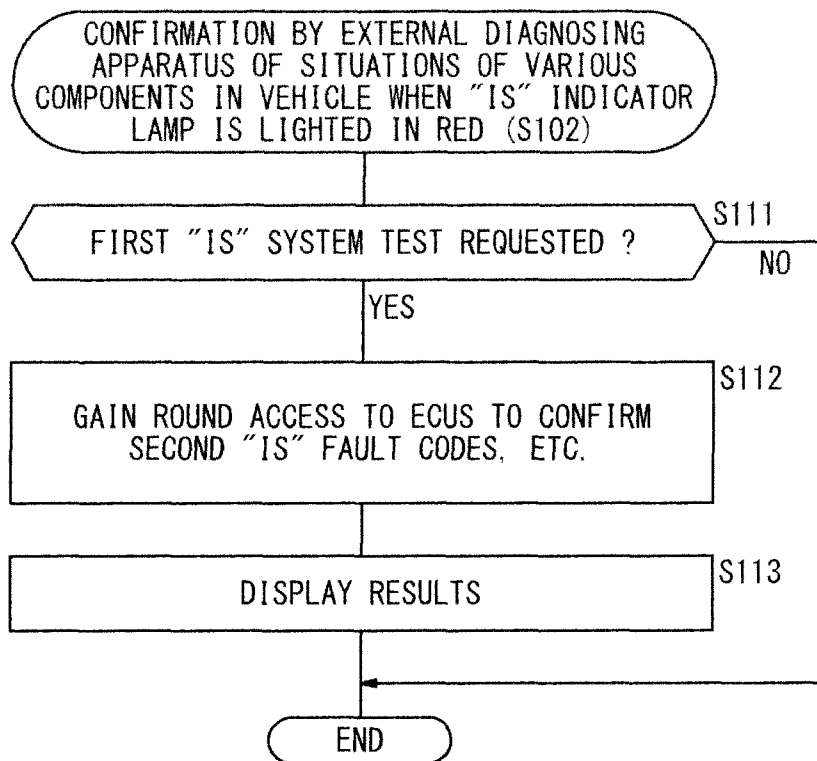 CONFIRMATION BY EXTERNAL DIAGNOSING
APPARATUS OF SITUATIONS OF VARIOUS
COMPONENTS IN VEHICLE WHEN "IS" INDICATOR
LAMP IS LIGHTED IN RED (S102)
S111
FIRST "IS" SYSTEM TEST REQUESTED ?
NO
YES
S112
GAIN ROUND ACCESS TO ECUS TO CONFIRM
SECOND "IS" FAULT CODES, ETC.
S113
DISPLAY RESULTS
END